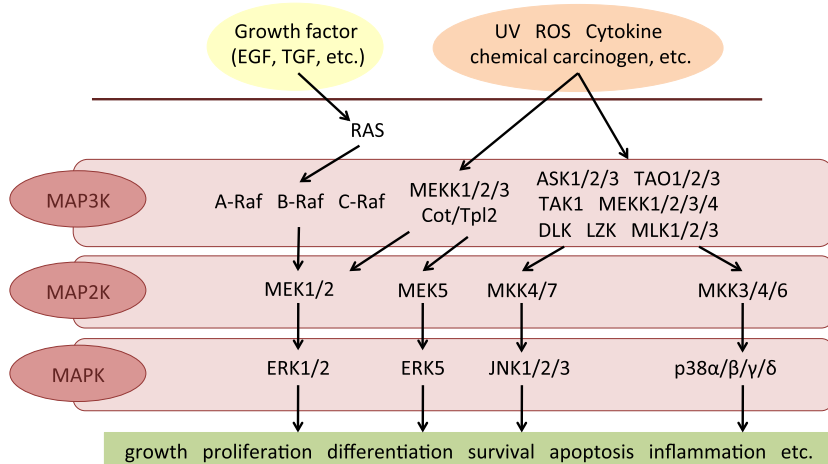 Growth factor
(EGF, TGF, etc.)
UV ROS Cytokine
chemical carcinogen, etc.
RAS
MAP3K
A-Raf B-Raf C-Raf
MEKK1/2/3
Cot/Tpl2
ASK1/2/3 TAO1/2/3
TAK1 MEKK1/2/3/4
DLK LZK MLK1/2/3
MAP2K
MEK1/2
MEK5
MKK4/7
MKK3/4/6
MAPK
ERK1/2
ERK5
JNK1/2/3
p38α/β/γ/δ
growth proliferation differentiation survival apoptosis inflammation etc.